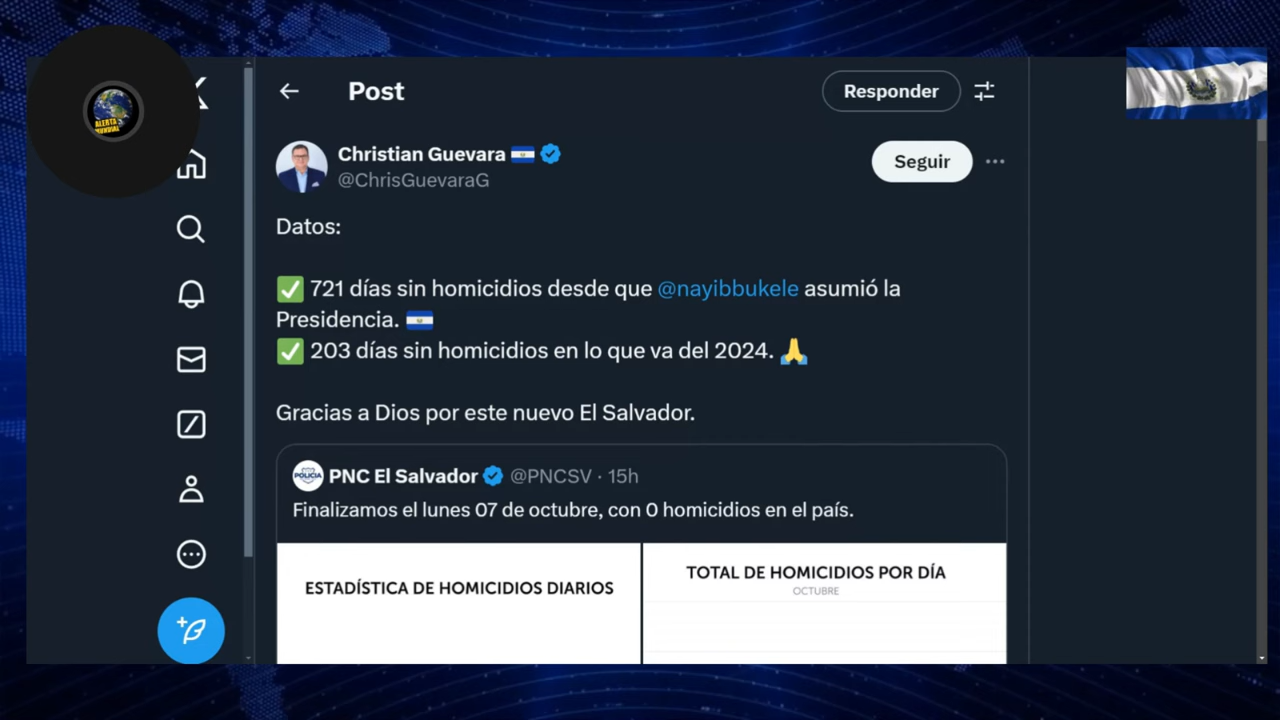 ALERTA
MUNDIAL
Post
Responder
Christian Guevara
@ChrisGuevaraG
Seguir
Datos:
✅ 721 días sin homicidios desde que @nayibbukele asumió la
Presidencia. 🇸🇻
✅ 203 días sin homicidios en lo que va del 2024. 🙏
Gracias a Dios por este nuevo El Salvador.
POLICIA
PNC El Salvador @PNCSV · 15h
Finalizamos el lunes 07 de octubre, con 0 homicidios en el país.
ESTADÍSTICA DE HOMICIDIOS DIARIOS
TOTAL DE HOMICIDIOS POR DÍA
OCTUBRE